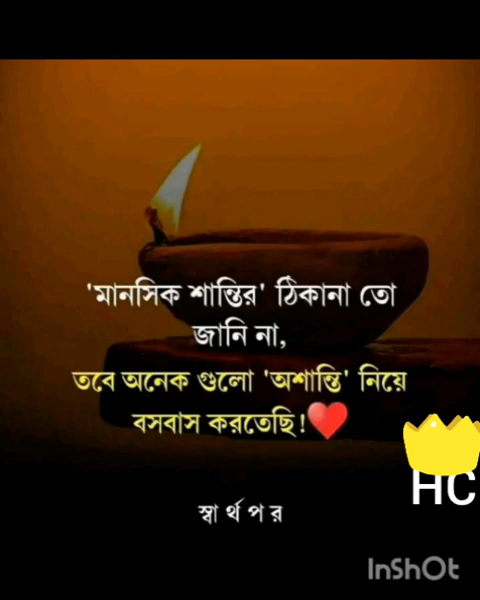 'মানসিক শান্তির' ঠিকানা তো
জানি না,
তবে অনেক গুলো 'অশান্তি' নিয়ে
বসবাস করতেছি!❤️
HC
স্বা র্থ প র
InShOt